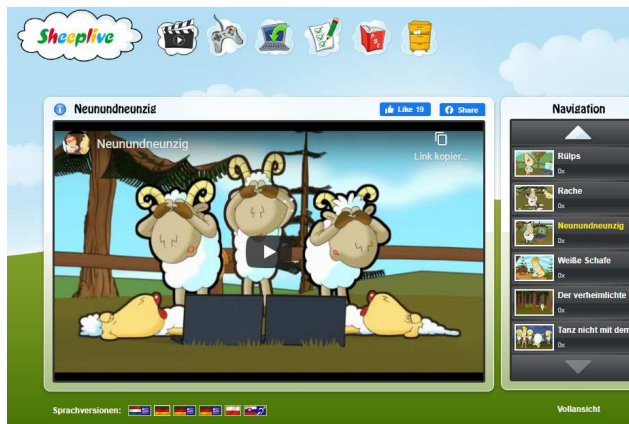 Sheeplive
Neunundneunzig
Like 19
Share
Neunundneunzig
Link kopier...
Navigation
Rülps
0x
Rache
0x
Neunundneunzig
0x
Weiße Schafe
0x
Der verheimlichte
0x
Tanz nicht mit dem
0x
Sprachversionen:
Vollansicht